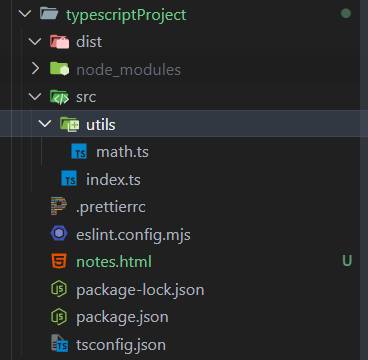 typescriptProject
dist
node_modules
src
utils
TS math.ts
TS index.ts
.prettierrc
eslint.config.mjs
notes.html U
JS package-lock.json
JS package.json
TS tsconfig.json